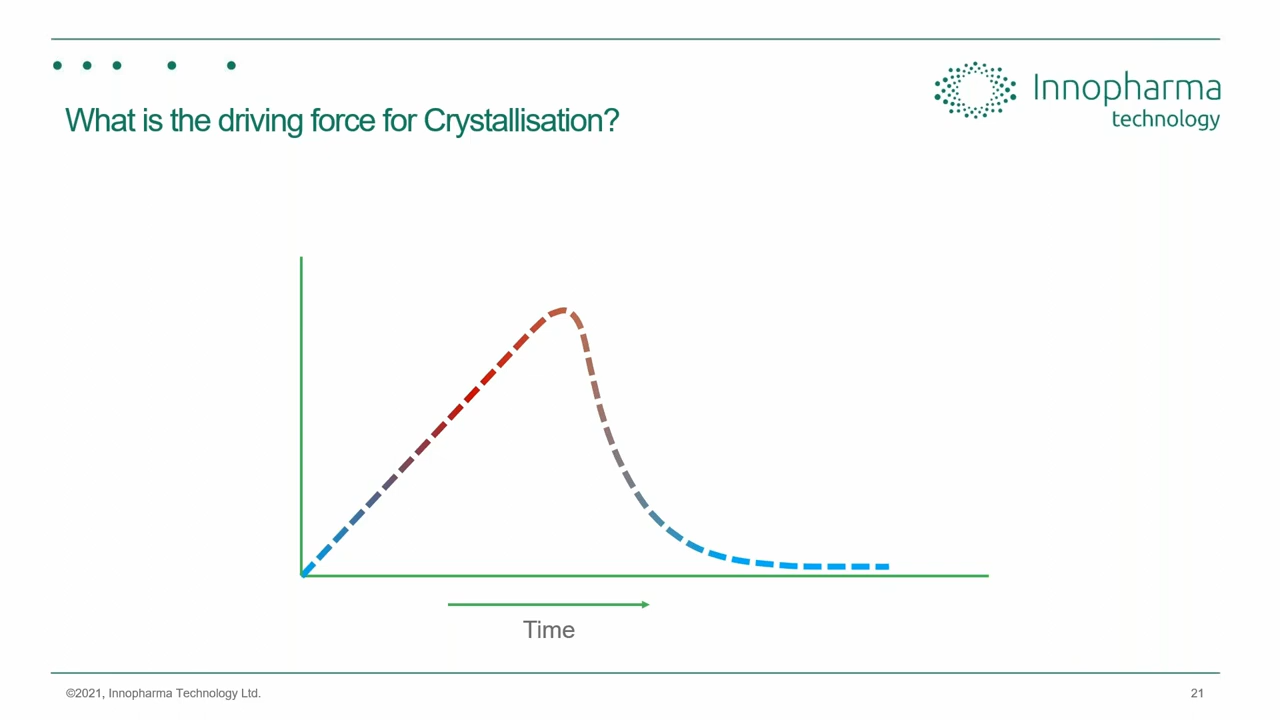 Innopharma
technology
What is the driving force for Crystallisation?
Time
©2021, Innopharma Technology Ltd.
21